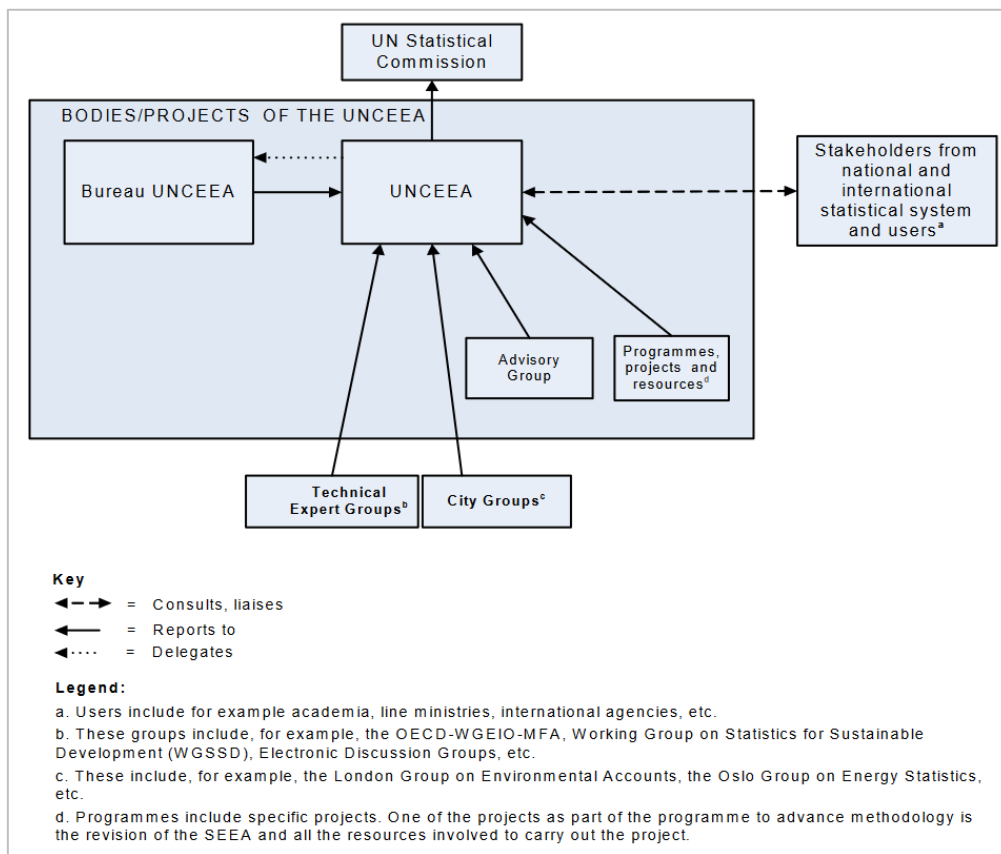 UN Statistical
Commission
BODIES/PROJECTS OF THE UNCEEA
Bureau UNCEEA
UNCEEA
Stakeholders from
national and
international
statistical system
and usersᵃ
Advisory
Group
Programmes,
projects and
resourcesᵈ
Technical
Expert Groupsᵇ
City Groupsᶜ
Key
= Consults, liaises
= Reports to
= Delegates
Legend:
a. Users include for example academia, line ministries, international agencies, etc.
b. These groups include, for example, the OECD-WGEIO-MFA, Working Group on Statistics for Sustainable
Development (WGSSD), Electronic Discussion Groups, etc.
c. These include, for example, the London Group on Environmental Accounts, the Oslo Group on Energy Statistics,
etc.
d. Programmes include specific projects. One of the projects as part of the programme to advance methodology is
the revision of the SEEA and all the resources involved to carry out the project.